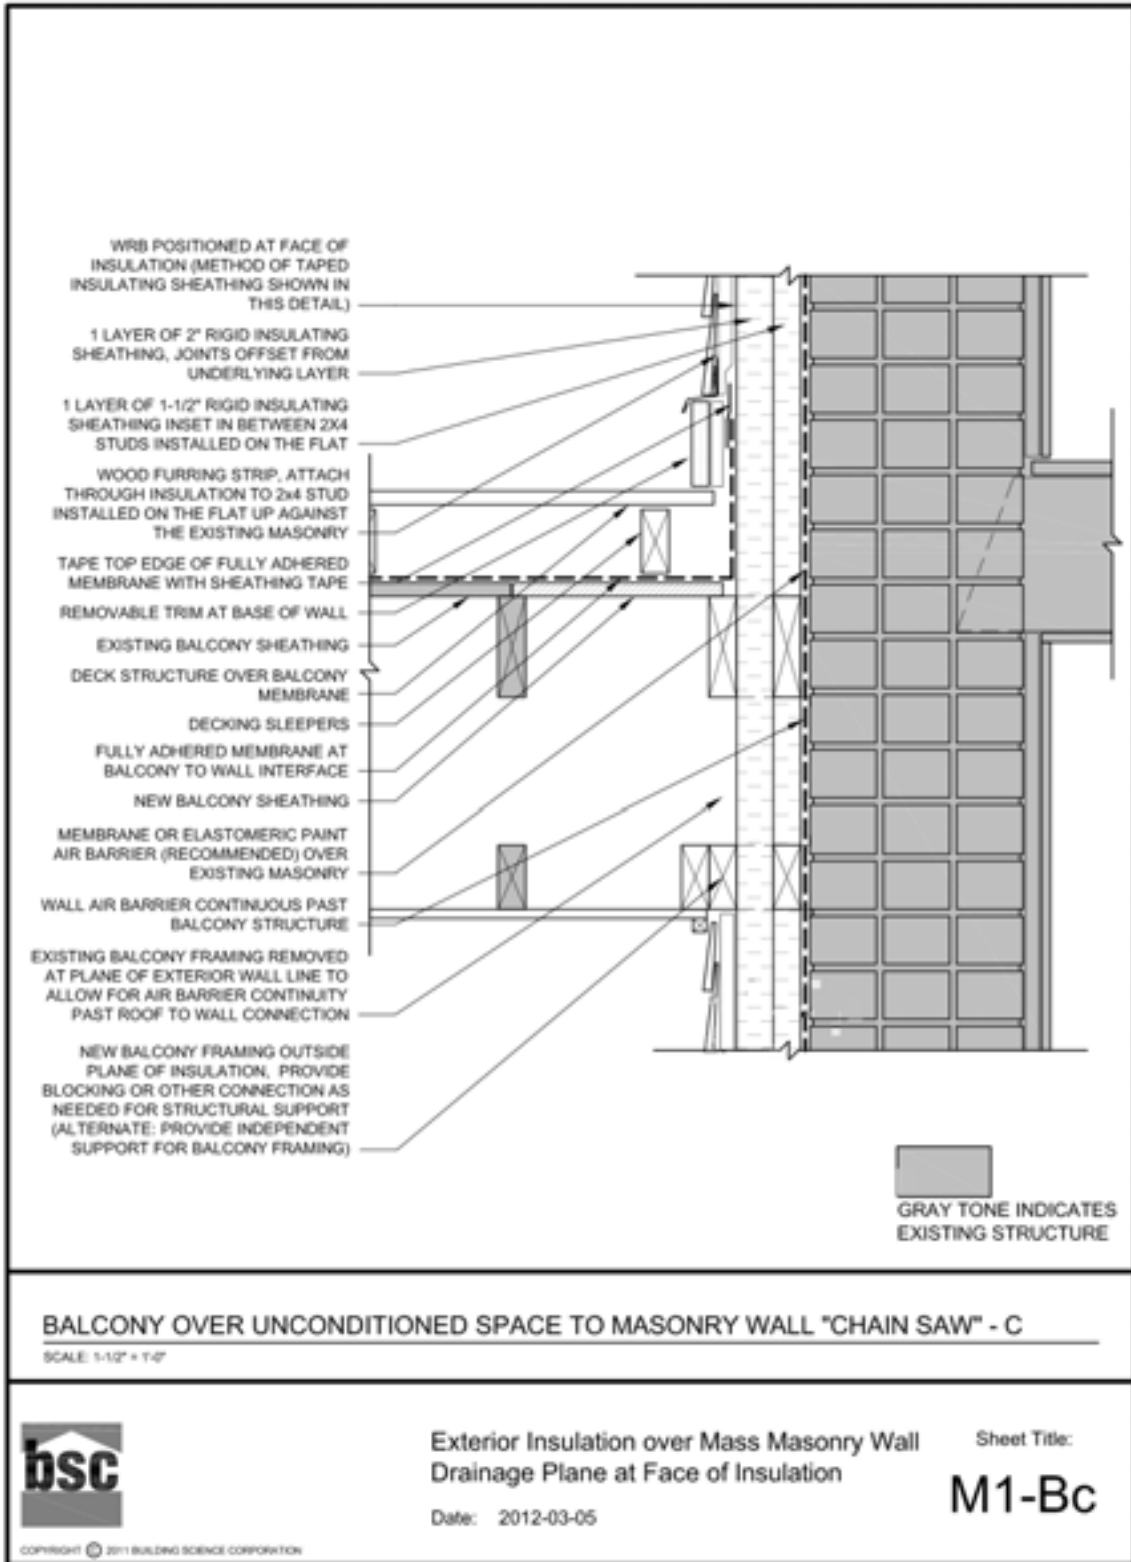 WRB POSITIONED AT FACE OF
INSULATION (METHOD OF TAPED
INSULATING SHEATHING SHOWN IN
THIS DETAIL)
1 LAYER OF 2" RIGID INSULATING
SHEATHING, JOINTS OFFSET FROM
UNDERLYING LAYER
1 LAYER OF 1-1/2" RIGID INSULATING
SHEATHING INSET IN BETWEEN 2X4
STUDS INSTALLED ON THE FLAT
WOOD FURRING STRIP, ATTACH
THROUGH INSULATION TO 2x4 STUD
INSTALLED ON THE FLAT UP AGAINST
THE EXISTING MASONRY
TAPE TOP EDGE OF FULLY ADHERED
MEMBRANE WITH SHEATHING TAPE
REMOVABLE TRIM AT BASE OF WALL
EXISTING BALCONY SHEATHING
DECK STRUCTURE OVER BALCONY
MEMBRANE
DECKING SLEEPERS
FULLY ADHERED MEMBRANE AT
BALCONY TO WALL INTERFACE
NEW BALCONY SHEATHING
MEMBRANE OR ELASTOMERIC PAINT
AIR BARRIER (RECOMMENDED) OVER
EXISTING MASONRY
WALL AIR BARRIER CONTINUOUS PAST
BALCONY STRUCTURE
EXISTING BALCONY FRAMING REMOVED
AT PLANE OF EXTERIOR WALL LINE TO
ALLOW FOR AIR BARRIER CONTINUITY
PAST ROOF TO WALL CONNECTION
NEW BALCONY FRAMING OUTSIDE
PLANE OF INSULATION, PROVIDE
BLOCKING OR OTHER CONNECTION AS
NEEDED FOR STRUCTURAL SUPPORT
(ALTERNATE: PROVIDE INDEPENDENT
SUPPORT FOR BALCONY FRAMING)
GRAY TONE INDICATES
EXISTING STRUCTURE
BALCONY OVER UNCONDITIONED SPACE TO MASONRY WALL "CHAIN SAW" - C
SCALE: 1-1/2" = 1'-0"
bsc
Exterior Insulation over Mass Masonry Wall
Drainage Plane at Face of Insulation
Date: 2012-03-05
Sheet Title:
M1-Bc
COPYRIGHT © 2011 BUILDING SCIENCE CORPORATION